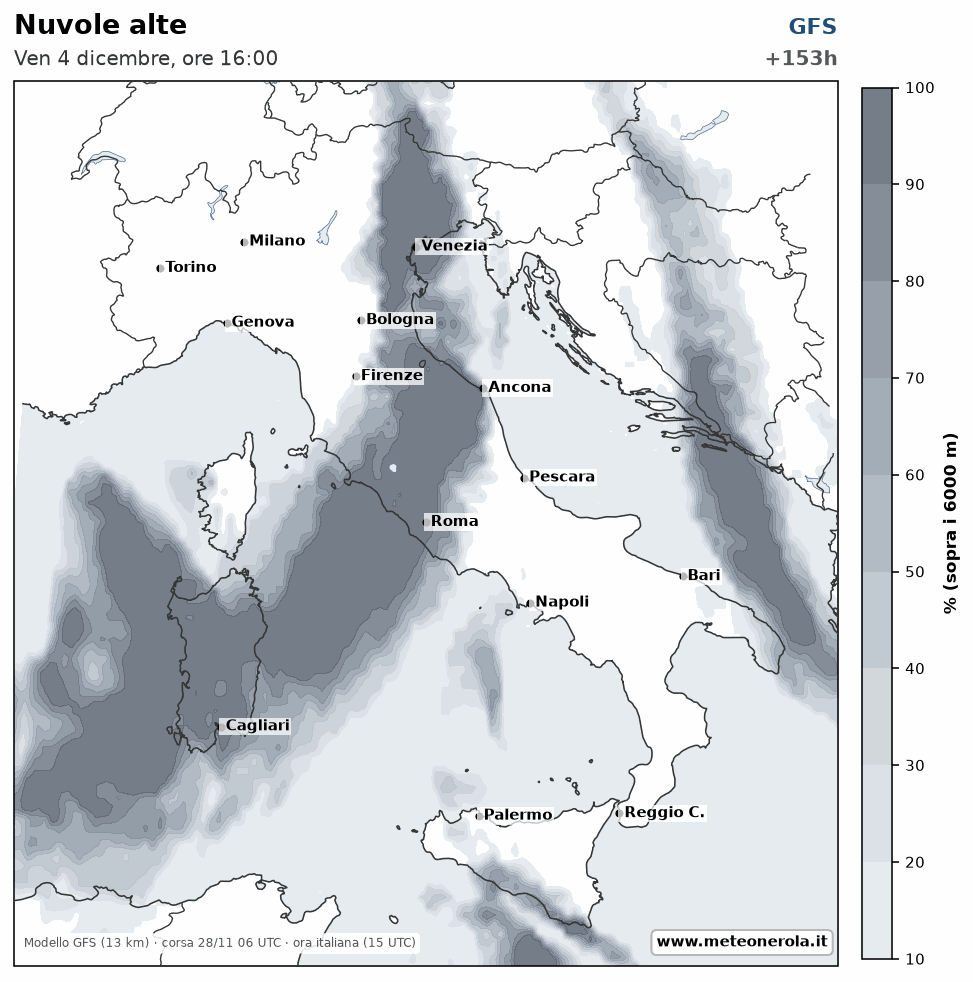 Nuvole alte
GFS
Ven 4 dicembre, ore 16:00
+153h
100
90
80
70
60
50
40
30
20
10
% (sopra i 6000 m)
Milano
Venezia
Torino
Genova
Bologna
Firenze
Ancona
Pescara
Roma
Bari
Napoli
Cagliari
Palermo
Reggio C.
Modello GFS (13 km) · corsa 28/11 06 UTC · ora italiana (15 UTC)
www.meteonerola.it